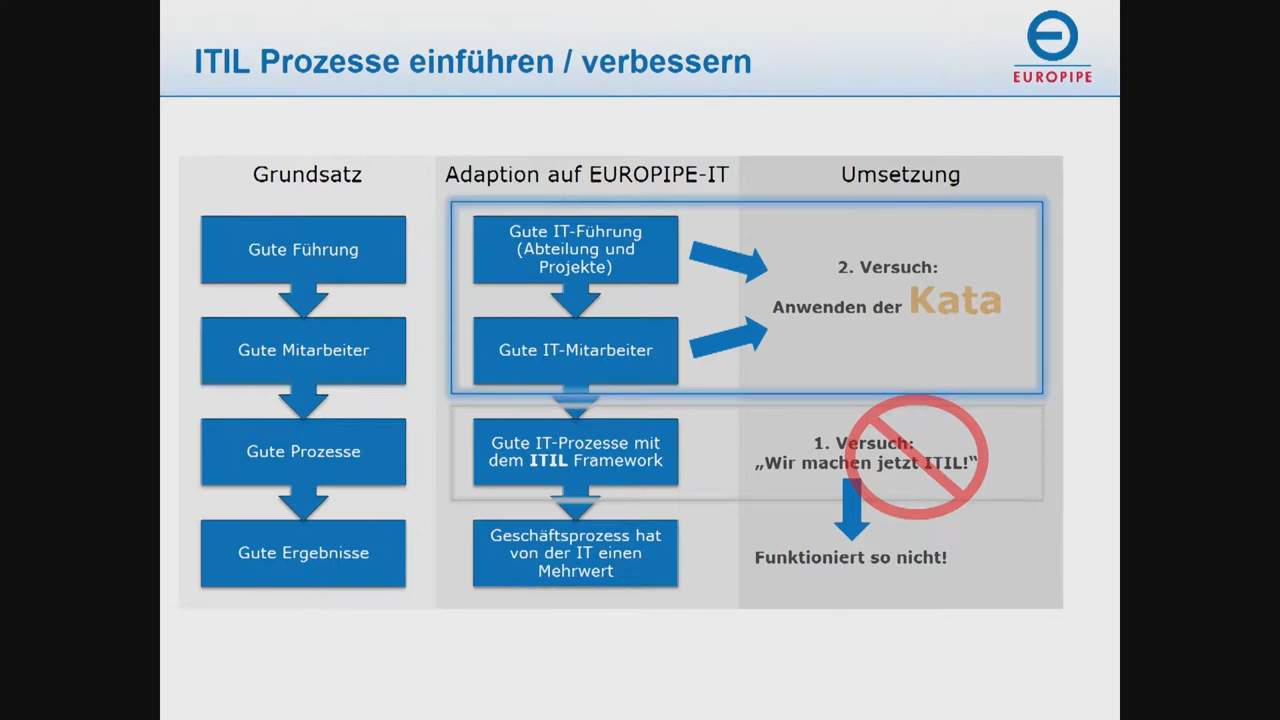 ITIL Prozesse einführen / verbessern
EUROPIPE
Grundsatz
Gute Führung
Gute Mitarbeiter
Gute Prozesse
Gute Ergebnisse
Adaption auf EUROPIPE-IT
Gute IT-Führung
(Abteilung und
Projekte)
Gute IT-Mitarbeiter
Gute IT-Prozesse mit
dem ITIL Framework
Geschäftsprozess hat
von der IT einen
Mehrwert
Umsetzung
2. Versuch:
Anwenden der Kata
1. Versuch:
„Wir machen jetzt ITIL!“
Funktioniert so nicht!